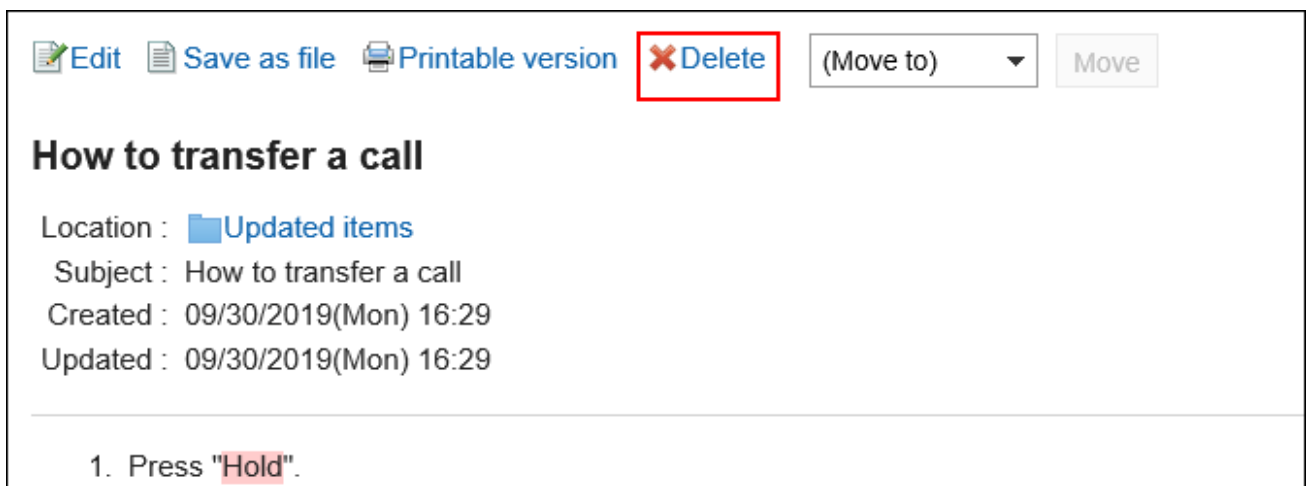 Edit Save as file Printable version Delete (Move to) Move
How to transfer a call
Location : Updated items
Subject : How to transfer a call
Created : 09/30/2019(Mon) 16:29
Updated : 09/30/2019(Mon) 16:29
1. Press "Hold".